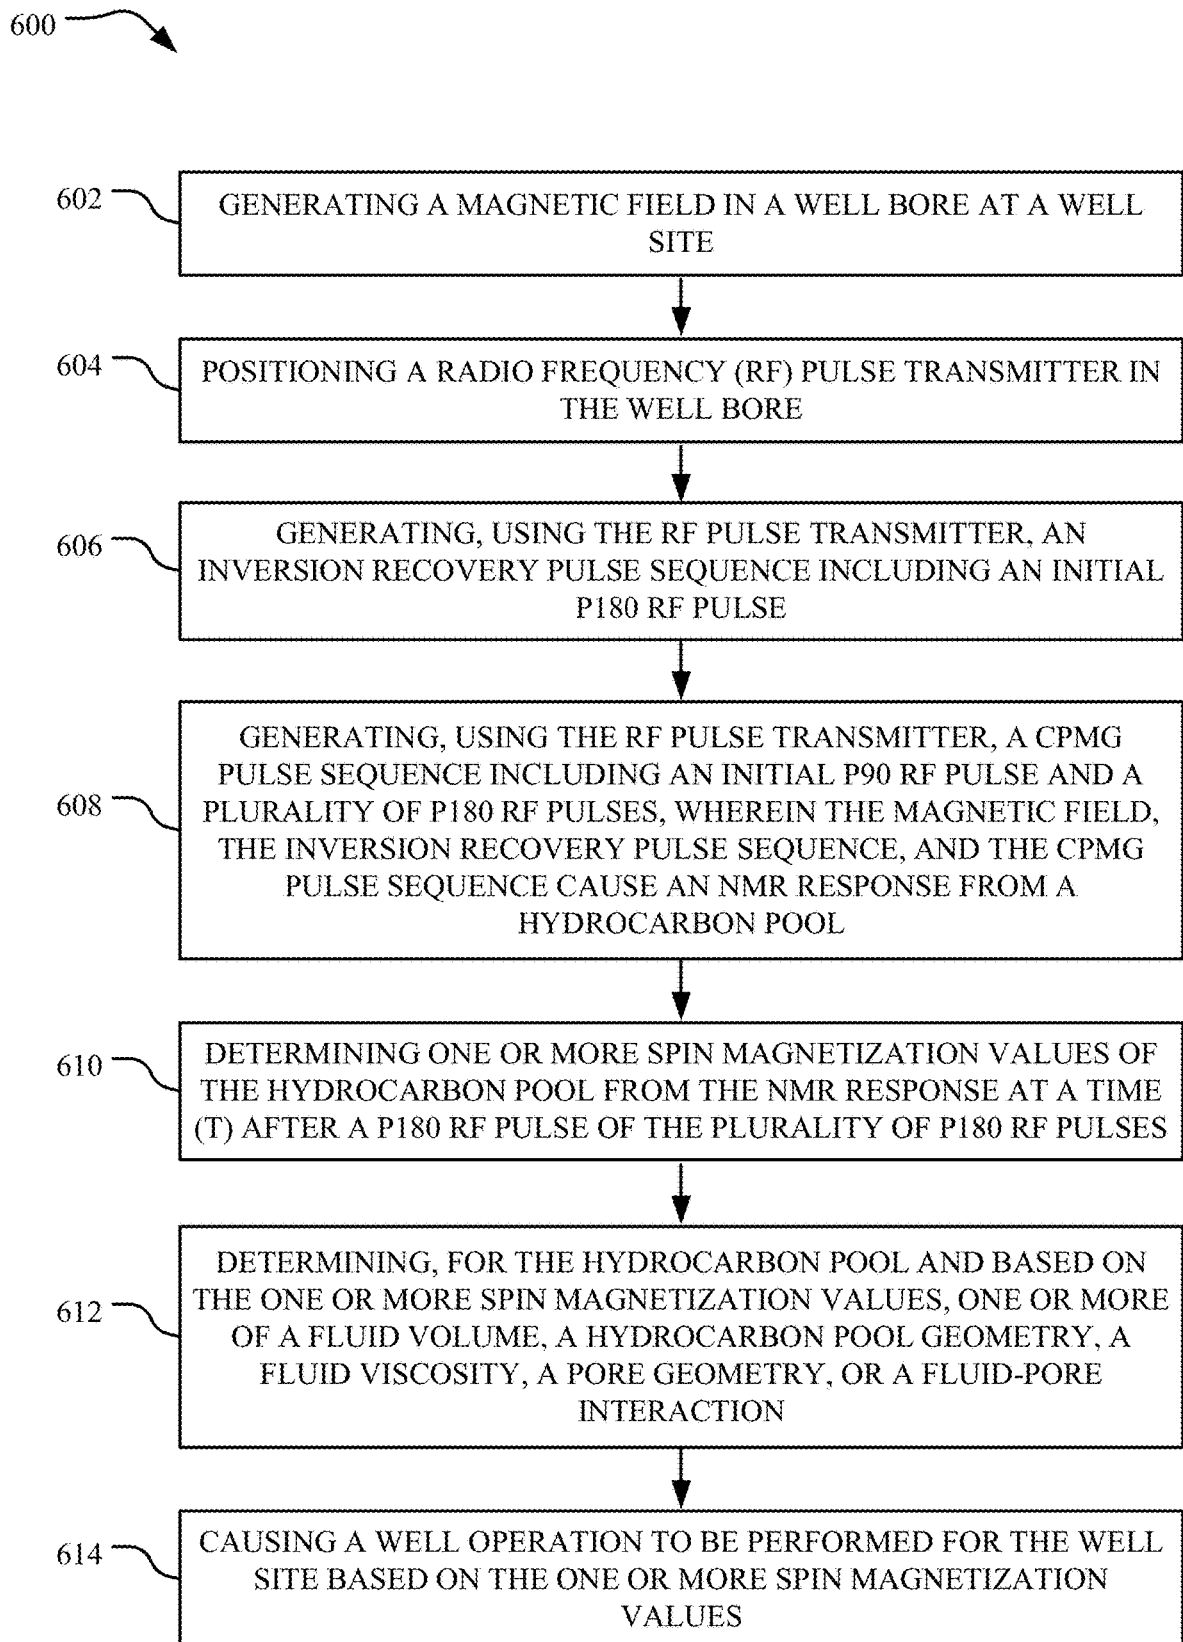 600
602
GENERATING A MAGNETIC FIELD IN A WELL BORE AT A WELL
SITE
604
POSITIONING A RADIO FREQUENCY (RF) PULSE TRANSMITTER IN
THE WELL BORE
606
GENERATING, USING THE RF PULSE TRANSMITTER, AN
INVERSION RECOVERY PULSE SEQUENCE INCLUDING AN INITIAL
P180 RF PULSE
608
GENERATING, USING THE RF PULSE TRANSMITTER, A CPMG
PULSE SEQUENCE INCLUDING AN INITIAL P90 RF PULSE AND A
PLURALITY OF P180 RF PULSES, WHEREIN THE MAGNETIC FIELD,
THE INVERSION RECOVERY PULSE SEQUENCE, AND THE CPMG
PULSE SEQUENCE CAUSE AN NMR RESPONSE FROM A
HYDROCARBON POOL
610
DETERMINING ONE OR MORE SPIN MAGNETIZATION VALUES OF
THE HYDROCARBON POOL FROM THE NMR RESPONSE AT A TIME
(T) AFTER A P180 RF PULSE OF THE PLURALITY OF P180 RF PULSES
612
DETERMINING, FOR THE HYDROCARBON POOL AND BASED ON
THE ONE OR MORE SPIN MAGNETIZATION VALUES, ONE OR MORE
OF A FLUID VOLUME, A HYDROCARBON POOL GEOMETRY, A
FLUID VISCOSITY, A PORE GEOMETRY, OR A FLUID-PORE
INTERACTION
614
CAUSING A WELL OPERATION TO BE PERFORMED FOR THE WELL
SITE BASED ON THE ONE OR MORE SPIN MAGNETIZATION
VALUES